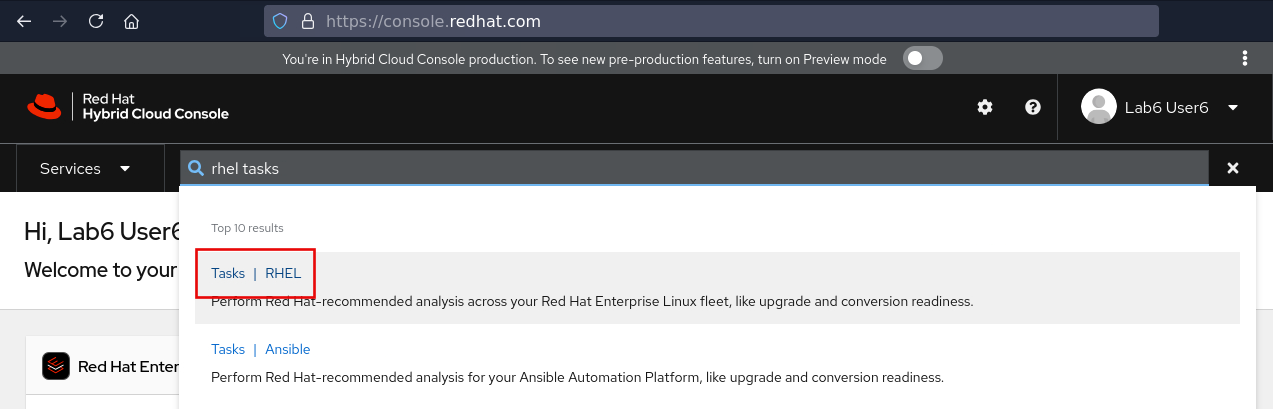 https://console.redhat.com
You're in Hybrid Cloud Console production. To see new pre-production features, turn on Preview mode
Red Hat
Hybrid Cloud Console
Lab6 User6
Services
rhel tasks
Hi, Lab6 User6
Welcome to your
Top 10 results
Tasks | RHEL
Perform Red Hat-recommended analysis across your Red Hat Enterprise Linux fleet, like upgrade and conversion readiness.
Tasks | Ansible
Red Hat Enter
Perform Red Hat-recommended analysis for your Ansible Automation Platform, like upgrade and conversion readiness.